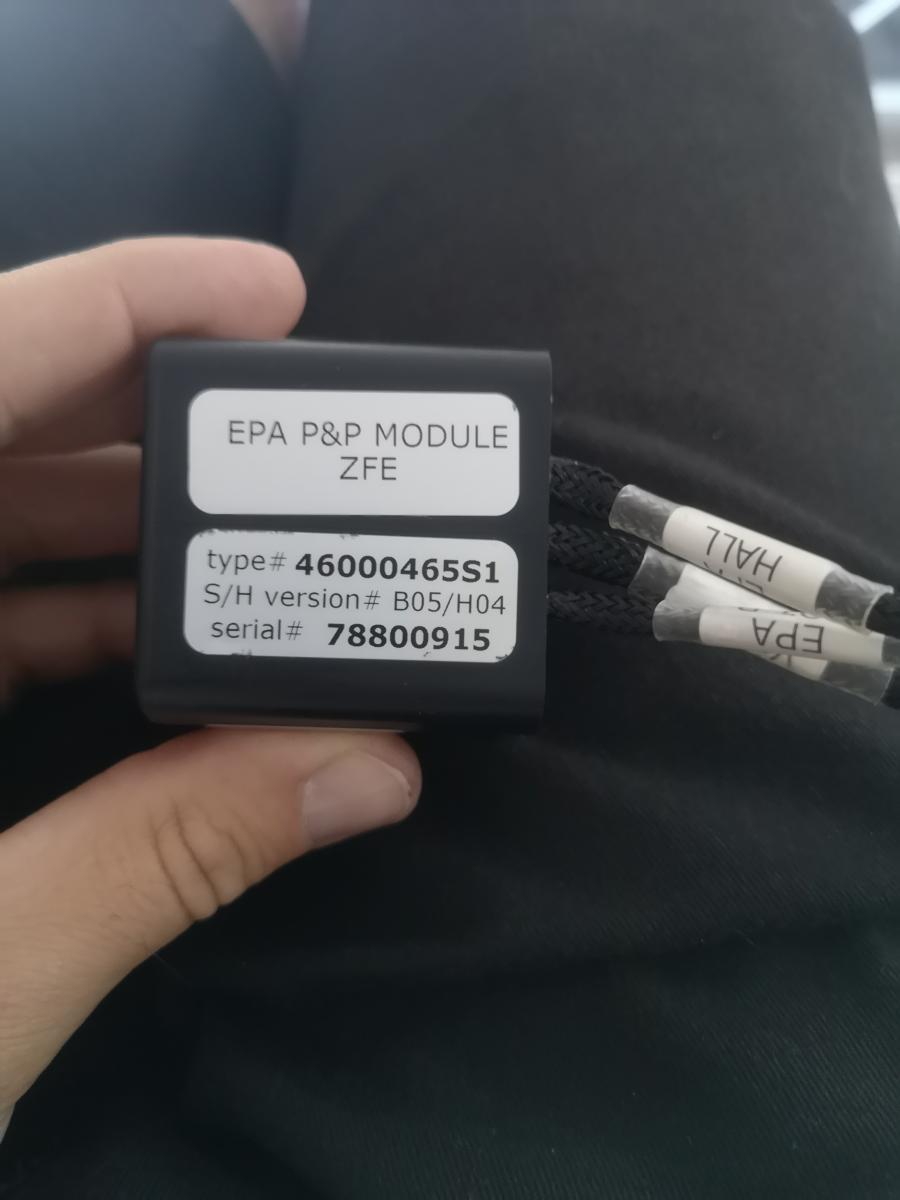 EPA P&P MODULE
ZFE
type# 46000465S1
S/H version# B05/H04
serial# 78800915
HALL
EPA